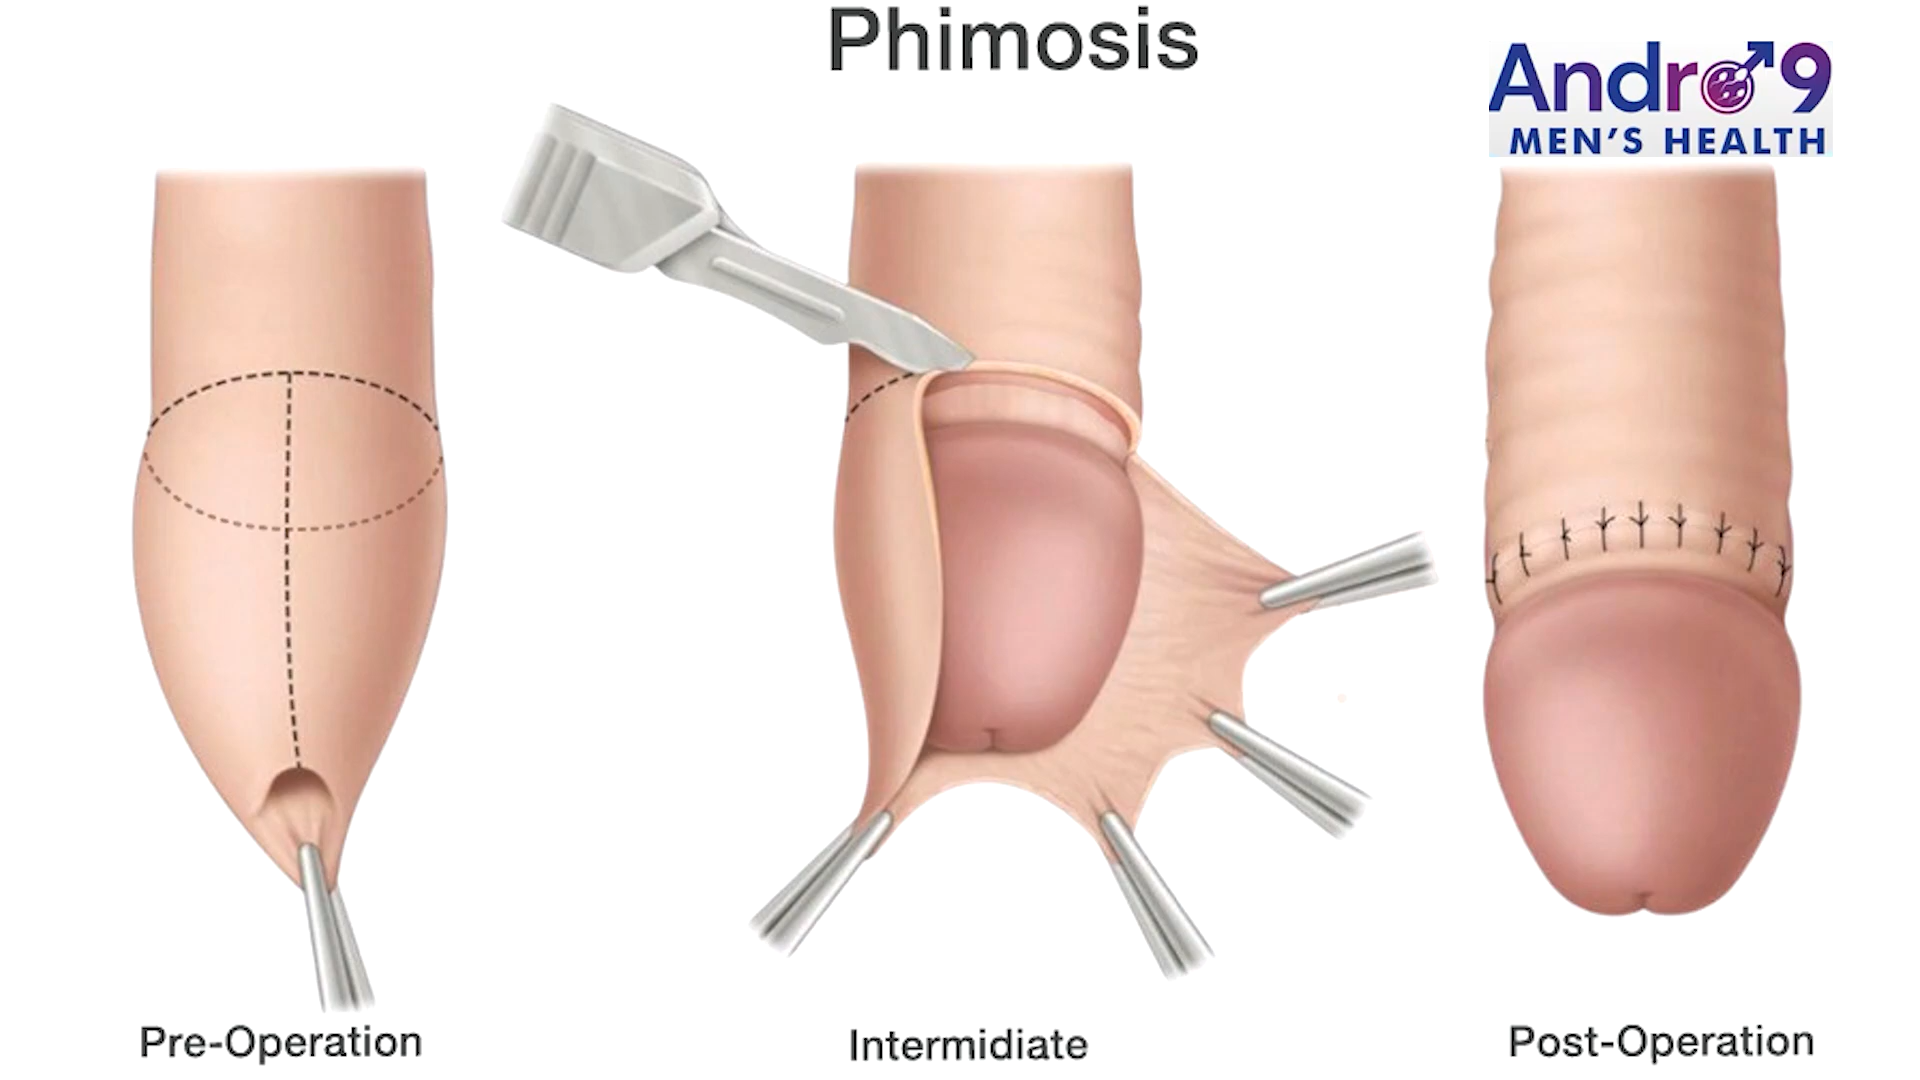 Phimosis
Andro9
MEN'S HEALTH
Pre-Operation
Intermidiate
Post-Operation